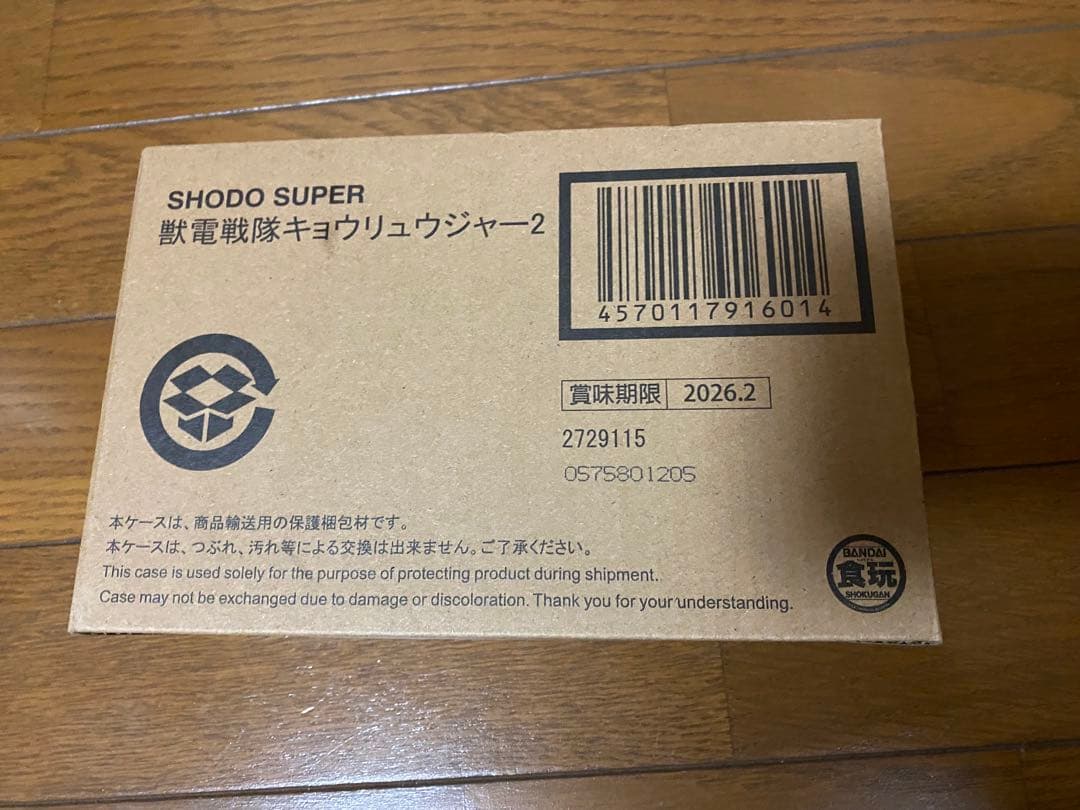 SHODO SUPER
獣電戦隊キョウリュウジャー2
4570117916014
賞味期限 2026.2
2729115
0575801205
本ケースは、商品輸送用の保護梱包材です。
本ケースは、つぶれ、汚れ等による交換は出来ません。ご了承ください。
This case is used solely for the purpose of protecting product during shipment.
Case may not be exchanged due to damage or discoloration. Thank you for your understanding.
BANDAI
食玩
SHOKUGAN